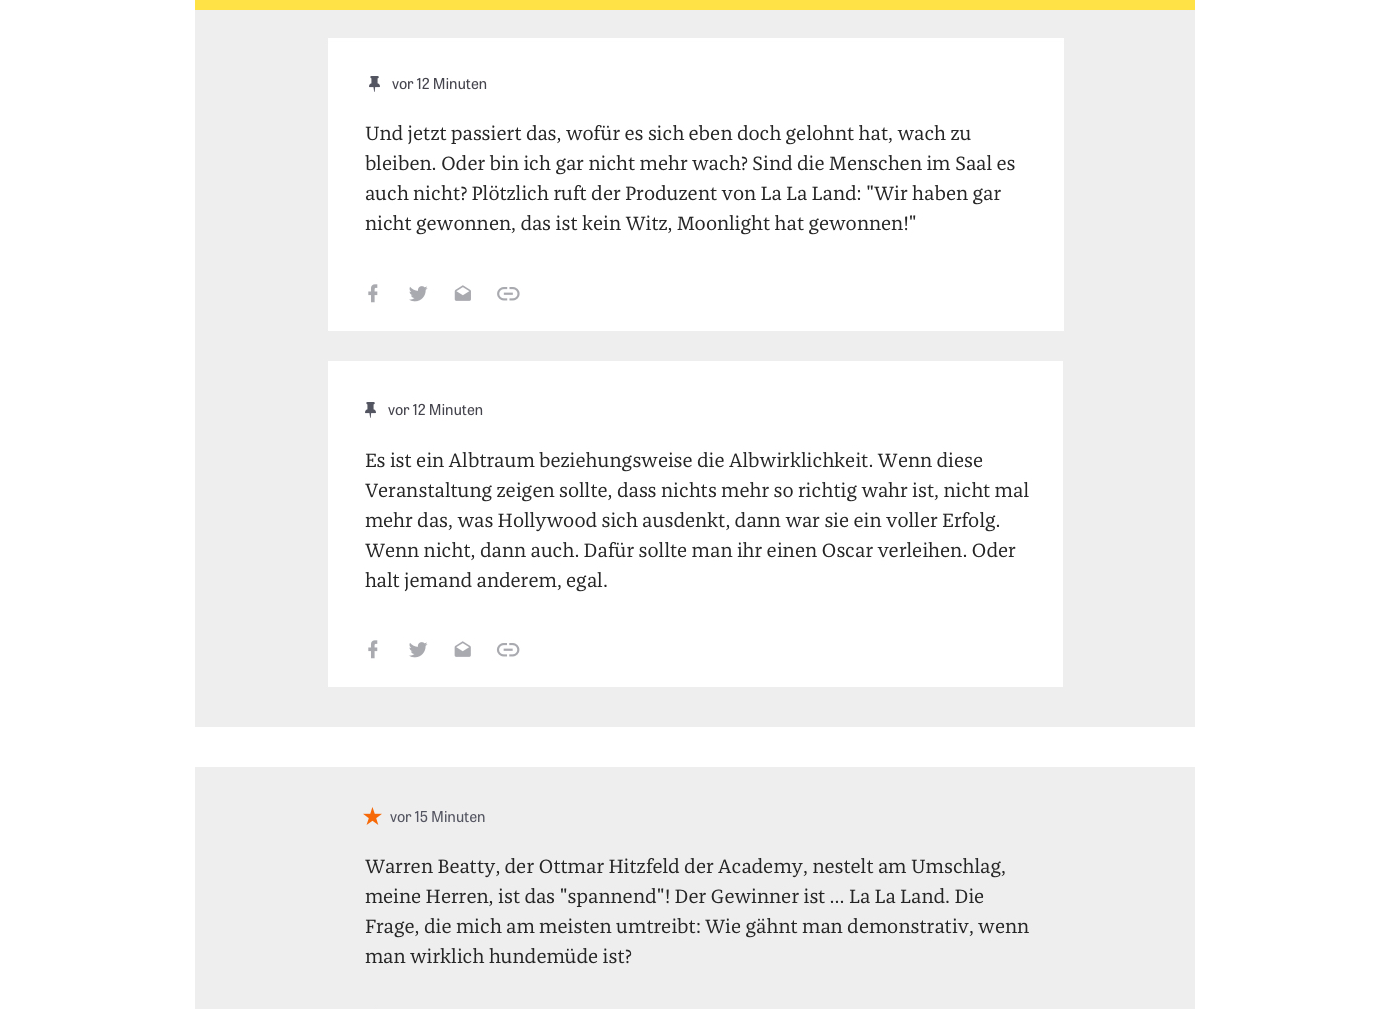 vor 12 Minuten
Und jetzt passiert das, wofür es sich eben doch gelohnt hat, wach zu
bleiben. Oder bin ich gar nicht mehr wach? Sind die Menschen im Saal es
auch nicht? Plötzlich ruft der Produzent von La La Land: "Wir haben gar
nicht gewonnen, das ist kein Witz, Moonlight hat gewonnen!"
vor 12 Minuten
Es ist ein Albtraum beziehungsweise die Albwirklichkeit. Wenn diese
Veranstaltung zeigen sollte, dass nichts mehr so richtig wahr ist, nicht mal
mehr das, was Hollywood sich ausdenkt, dann war sie ein voller Erfolg.
Wenn nicht, dann auch. Dafür sollte man ihr einen Oscar verleihen. Oder
halt jemand anderem, egal.
vor 15 Minuten
Warren Beatty, der Ottmar Hitzfeld der Academy, nestelt am Umschlag,
meine Herren, ist das "spannend"! Der Gewinner ist ... La La Land. Die
Frage, die mich am meisten umtreibt: Wie gähnt man demonstrativ, wenn
man wirklich hundemüde ist?